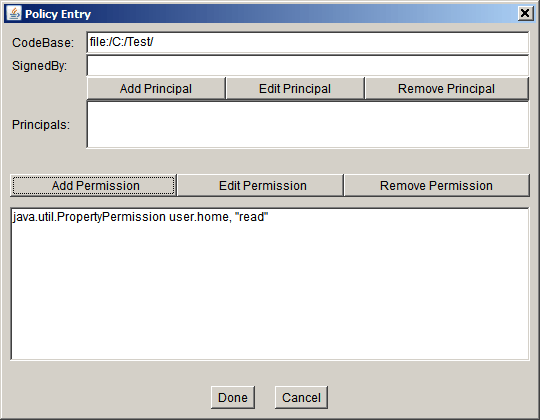 Policy Entry
CodeBase: file:/C:/Test/
SignedBy:
Add Principal Edit Principal Remove Principal
Principals:
Add Permission Edit Permission Remove Permission
java.util.PropertyPermission user.home, "read"
Done Cancel